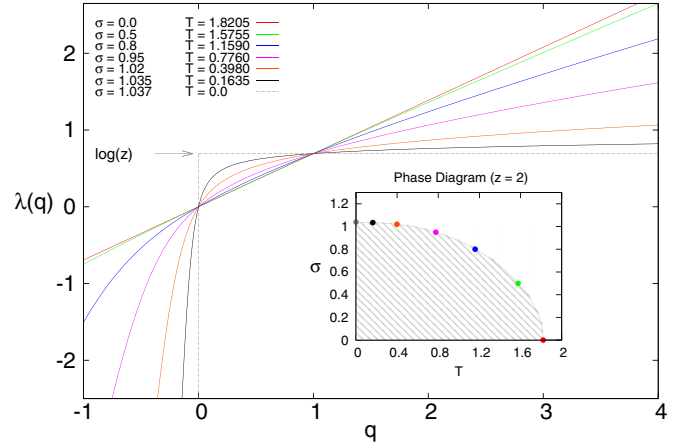 σ = 0.0 T = 1.8205
σ = 0.5 T = 1.5755
σ = 0.8 T = 1.1590
σ = 0.95 T = 0.7760
σ = 1.02 T = 0.3980
σ = 1.035 T = 0.1635
σ = 1.037 T = 0.0
2
1
0
-1
-2
log(z)
λ(q)
Phase Diagram (z = 2)
1.2
1
0.8
0.6
0.4
0.2
0
σ
0 0.4 0.8 1.2 1.6 2
T
-1 0 1 2 3 4
q